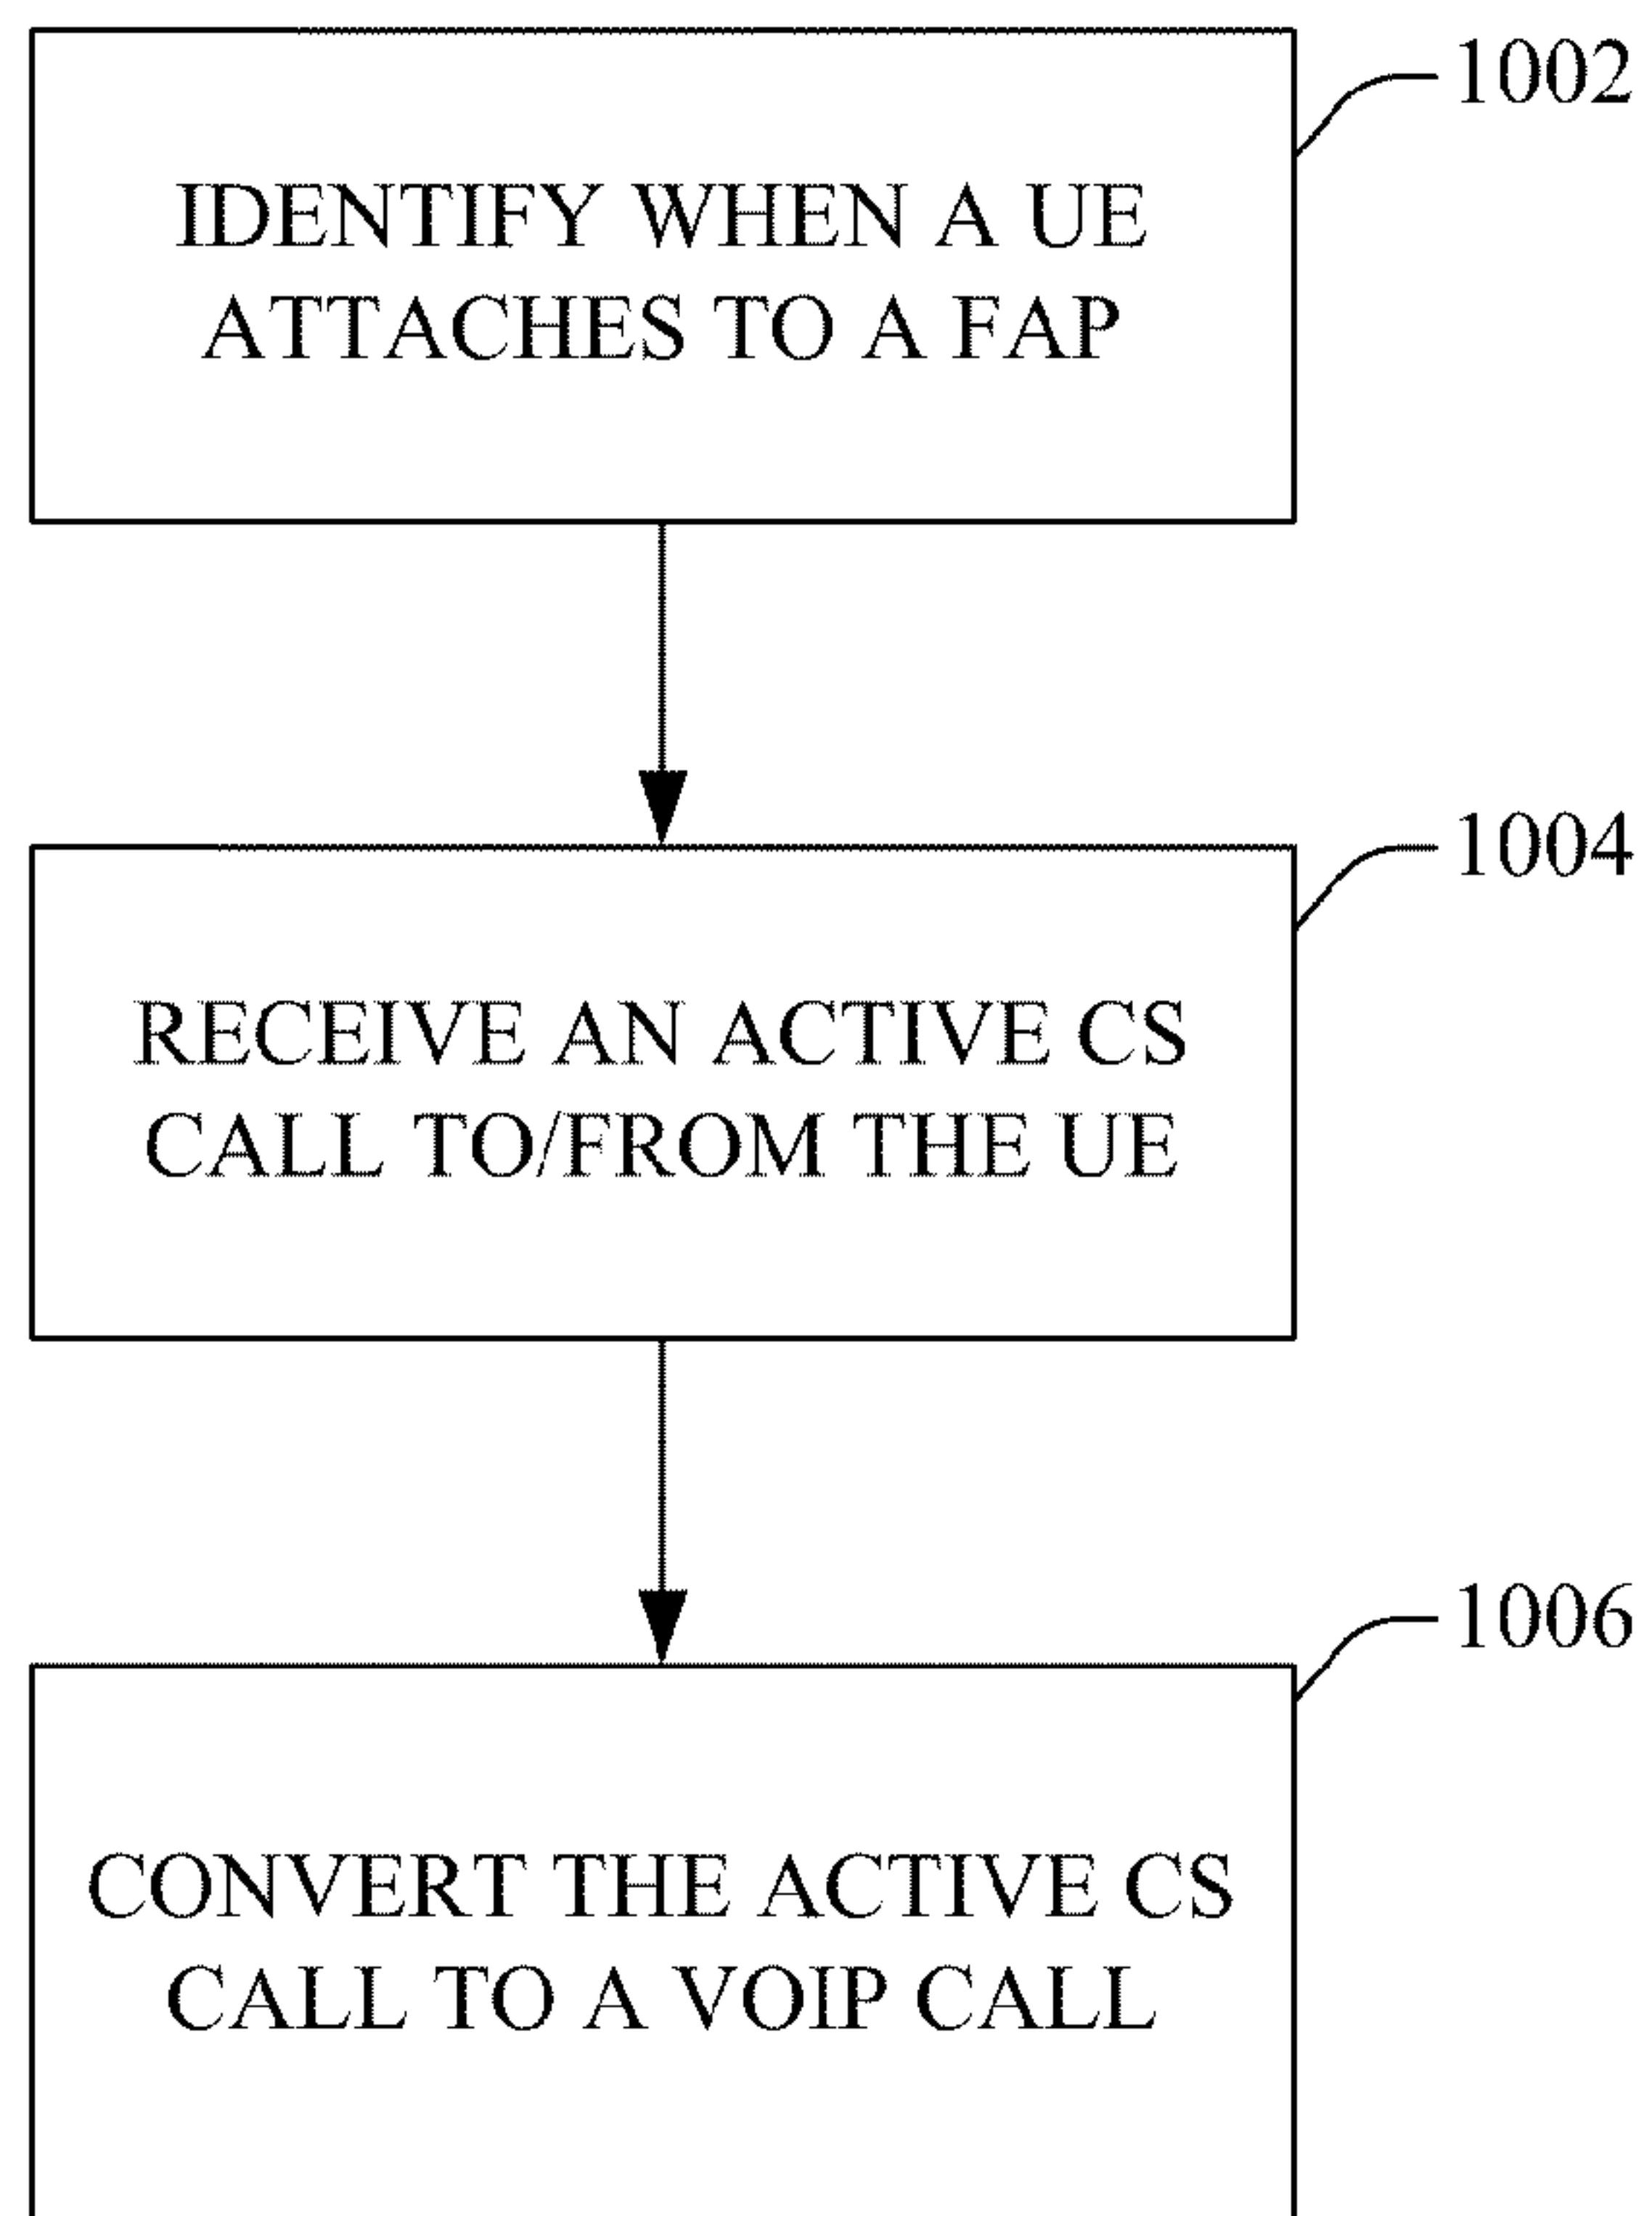 1002
IDENTIFY WHEN A UE
ATTACHES TO A FAP
1004
RECEIVE AN ACTIVE CS
CALL TO/FROM THE UE
1006
CONVERT THE ACTIVE CS
CALL TO A VOIP CALL